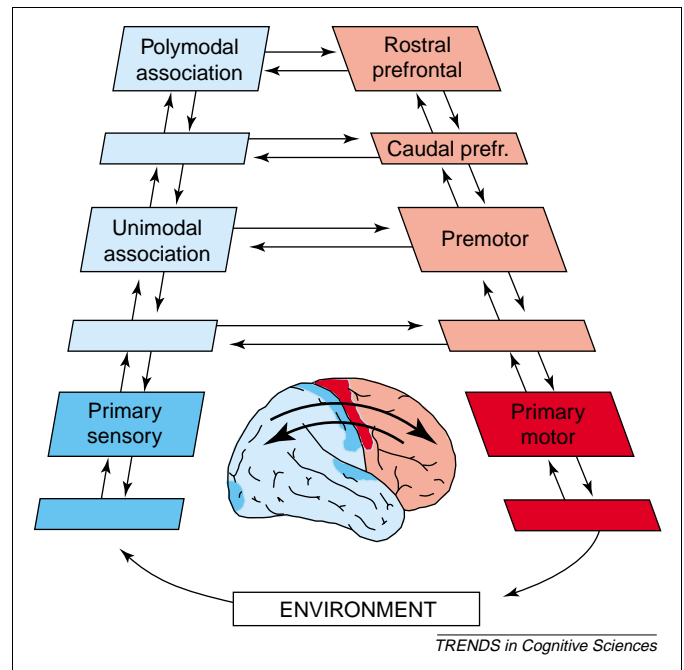 Polymodal
association
Rostral
prefrontal
Caudal prefr.
Unimodal
association
Premotor
Primary
sensory
Primary
motor
ENVIRONMENT
TRENDS in Cognitive Sciences